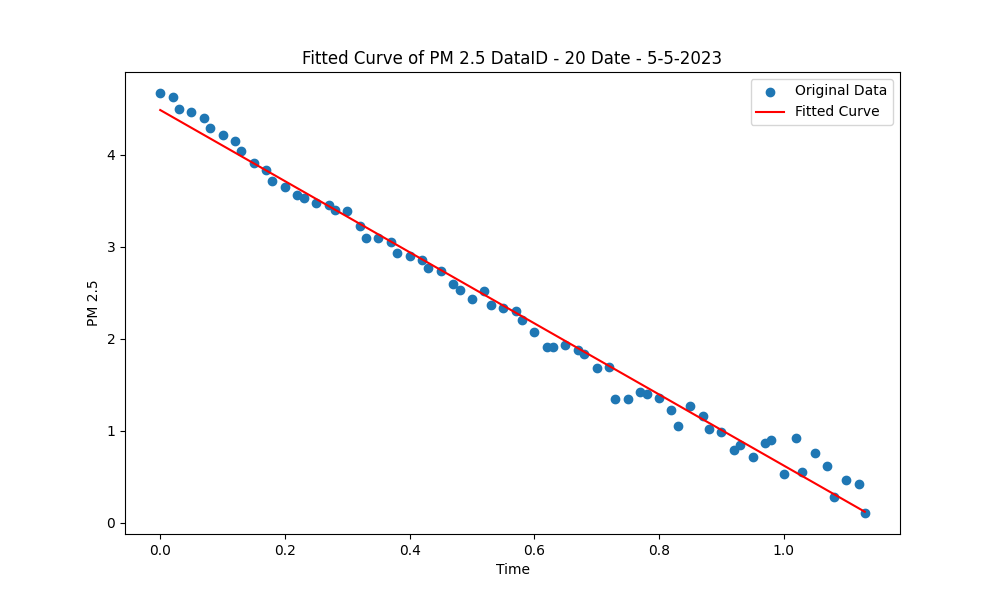 Fitted Curve of PM 2.5 DataID - 20 Date - 5-5-2023
Original Data
Fitted Curve
PM 2.5
4
3
2
1
0
0.0 0.2 0.4 0.6 0.8 1.0
Time